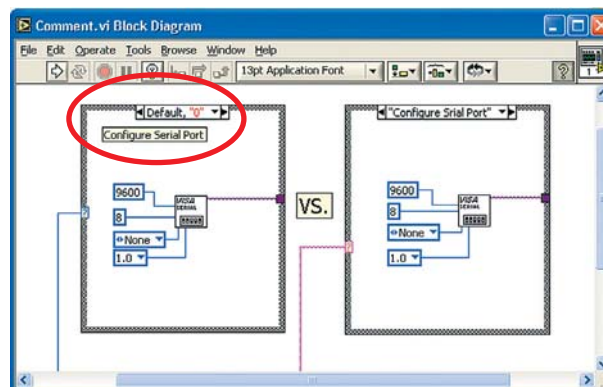 Comment.vi Block Diagram
File Edit Operate Tools Browse Window Help
13pt Application Font
? 1
Default, "0"
Configure Serial Port
9600
VISA
SERIAL
8
None
1.0
?
VS.
"Configure Srial Port"
9600
VISA
SERIAL
8
None
1.0
?